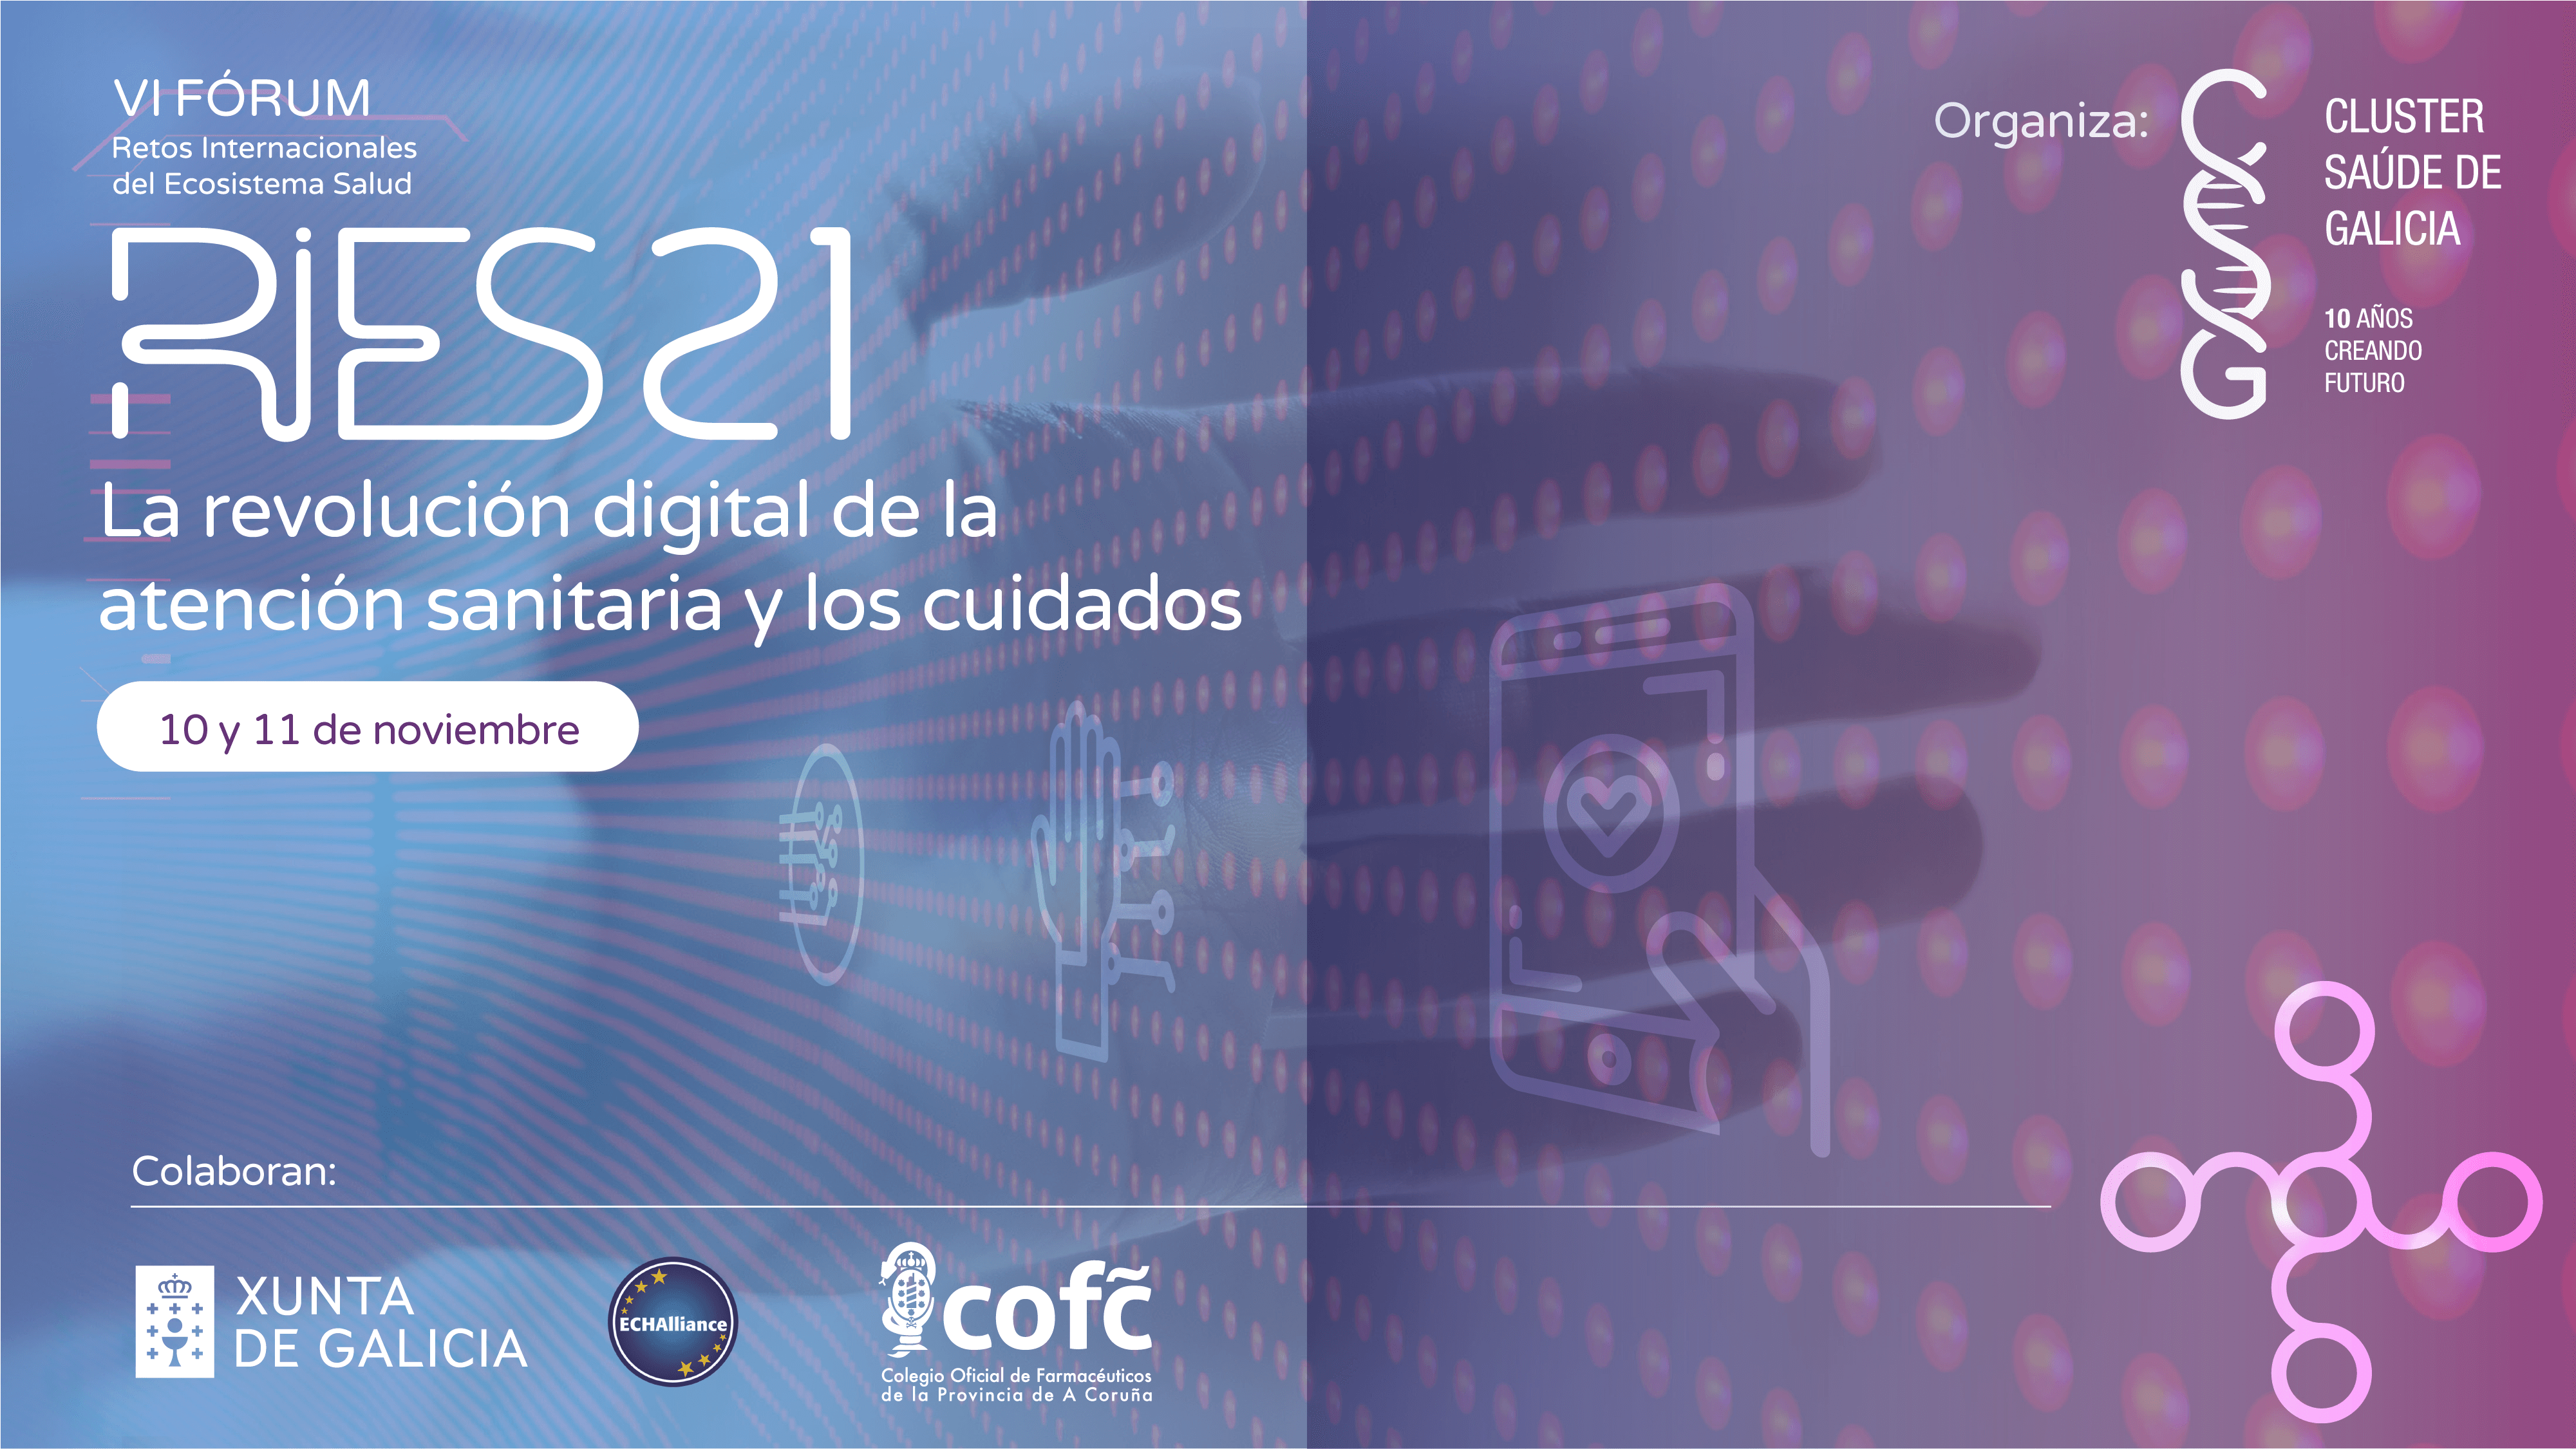 VI FÓRUM
Retos Internacionales
del Ecosistema Salud
RiES21
La revolución digital de la
atención sanitaria y los cuidados
10 y 11 de noviembre
Organiza:
CSG
CLUSTER
SAÚDE DE
GALICIA
10 AÑOS
CREANDO
FUTURO
Colaboran:
XUNTA
DE GALICIA
ECHAlliance
cofc̃
Colegio Oficial de Farmacéuticos
de la Provincia de A Coruña